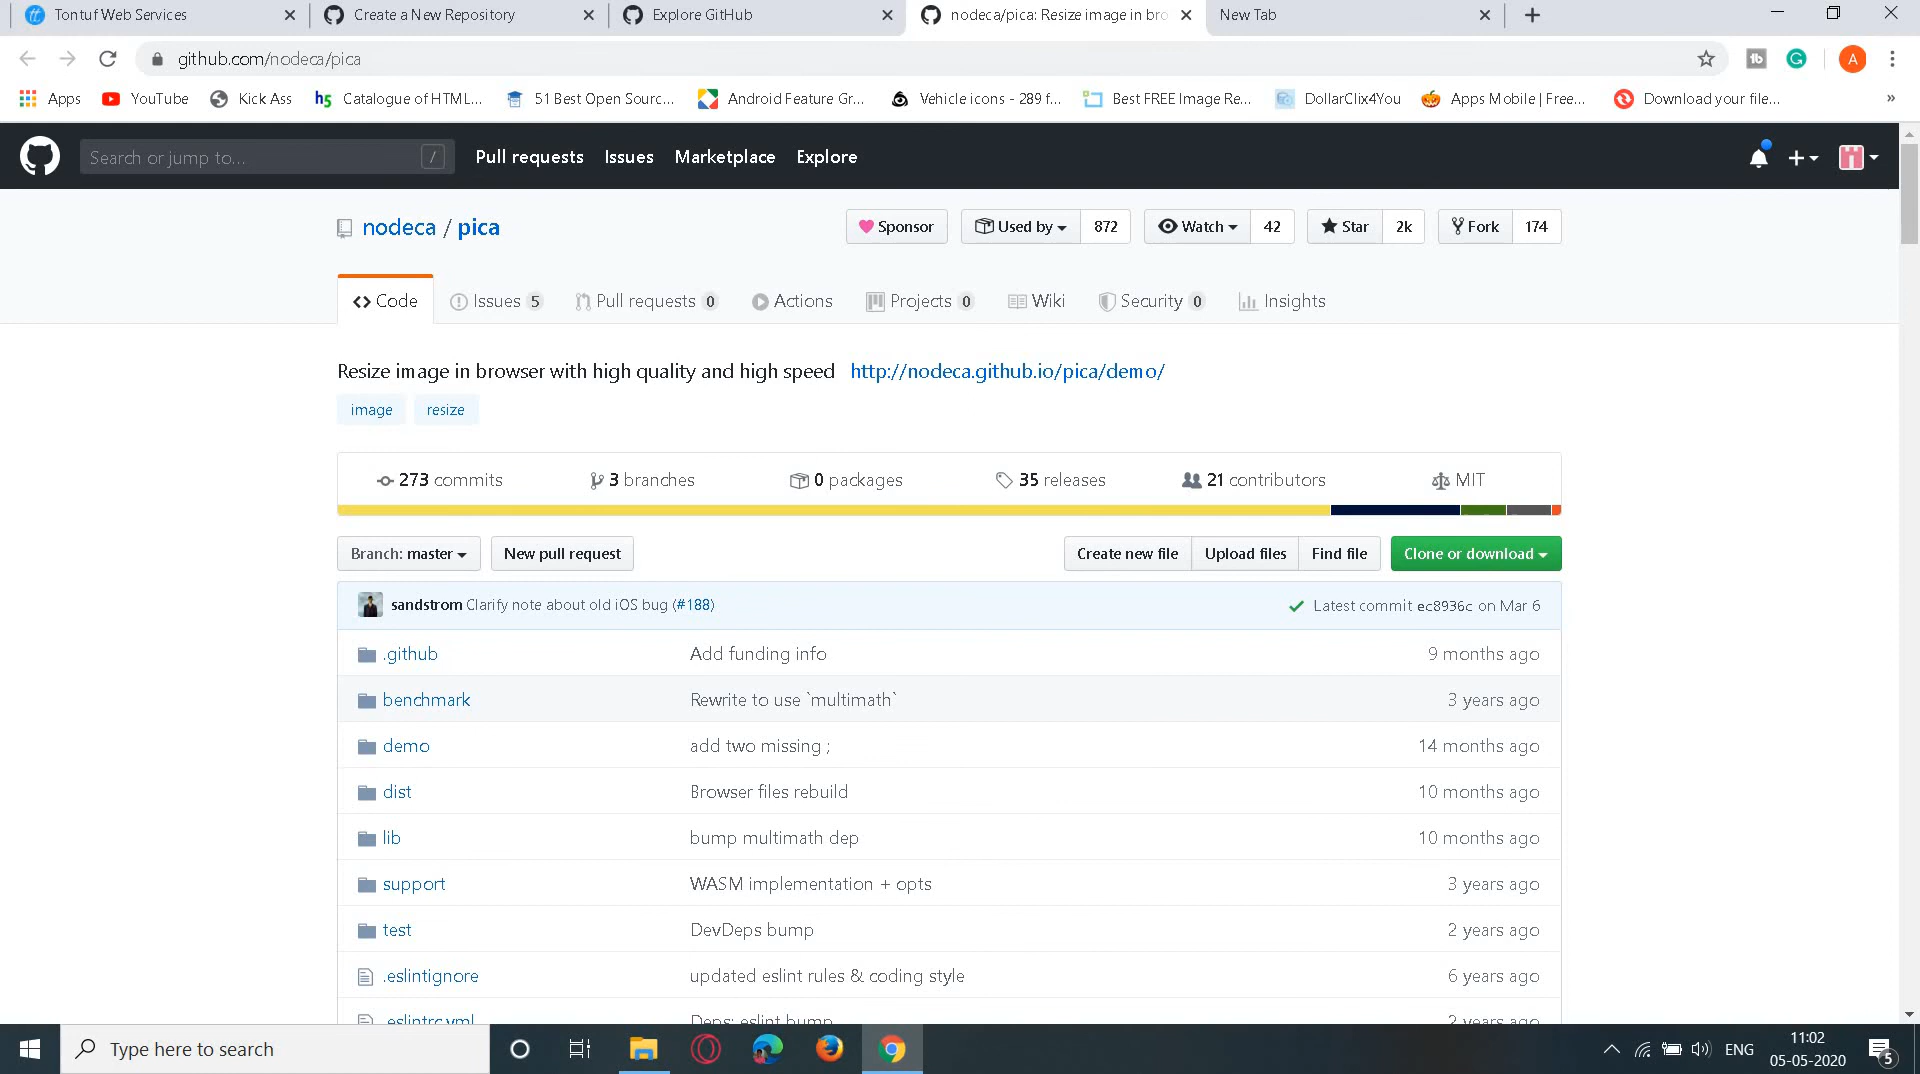 Tontuf Web Services
Create a New Repository
Explore GitHub
nodeca/pica: Resize image in bro
New Tab
github.com/nodeca/pica
A
Apps
YouTube
Kick Ass
h5 Catalogue of HTML...
51 Best Open Sourc...
Android Feature Gr...
Vehicle icons - 289 f...
Best FREE Image Re...
DollarClix4You
Apps Mobile | Free...
Download your file...
»
Search or jump to... /
Pull requests
Issues
Marketplace
Explore
nodeca / pica
Sponsor
Used by 872
Watch 42
Star 2k
Fork 174
Code
Issues 5
Pull requests 0
Actions
Projects 0
Wiki
Security 0
Insights
Resize image in browser with high quality and high speed http://nodeca.github.io/pica/demo/
image
resize
273 commits
3 branches
0 packages
35 releases
21 contributors
MIT
Branch: master
New pull request
Create new file
Upload files
Find file
Clone or download
sandstrom Clarify note about old iOS bug (#188)
Latest commit ec8936c on Mar 6
.github Add funding info 9 months ago
benchmark Rewrite to use `multimath` 3 years ago
demo add two missing ; 14 months ago
dist Browser files rebuild 10 months ago
lib bump multimath dep 10 months ago
support WASM implementation + opts 3 years ago
test DevDeps bump 2 years ago
.eslintignore updated eslint rules & coding style 6 years ago
.eslintrc.yml Deps: eslint bump 2 years ago
Type here to search
ENG
11:02
05-05-2020
5